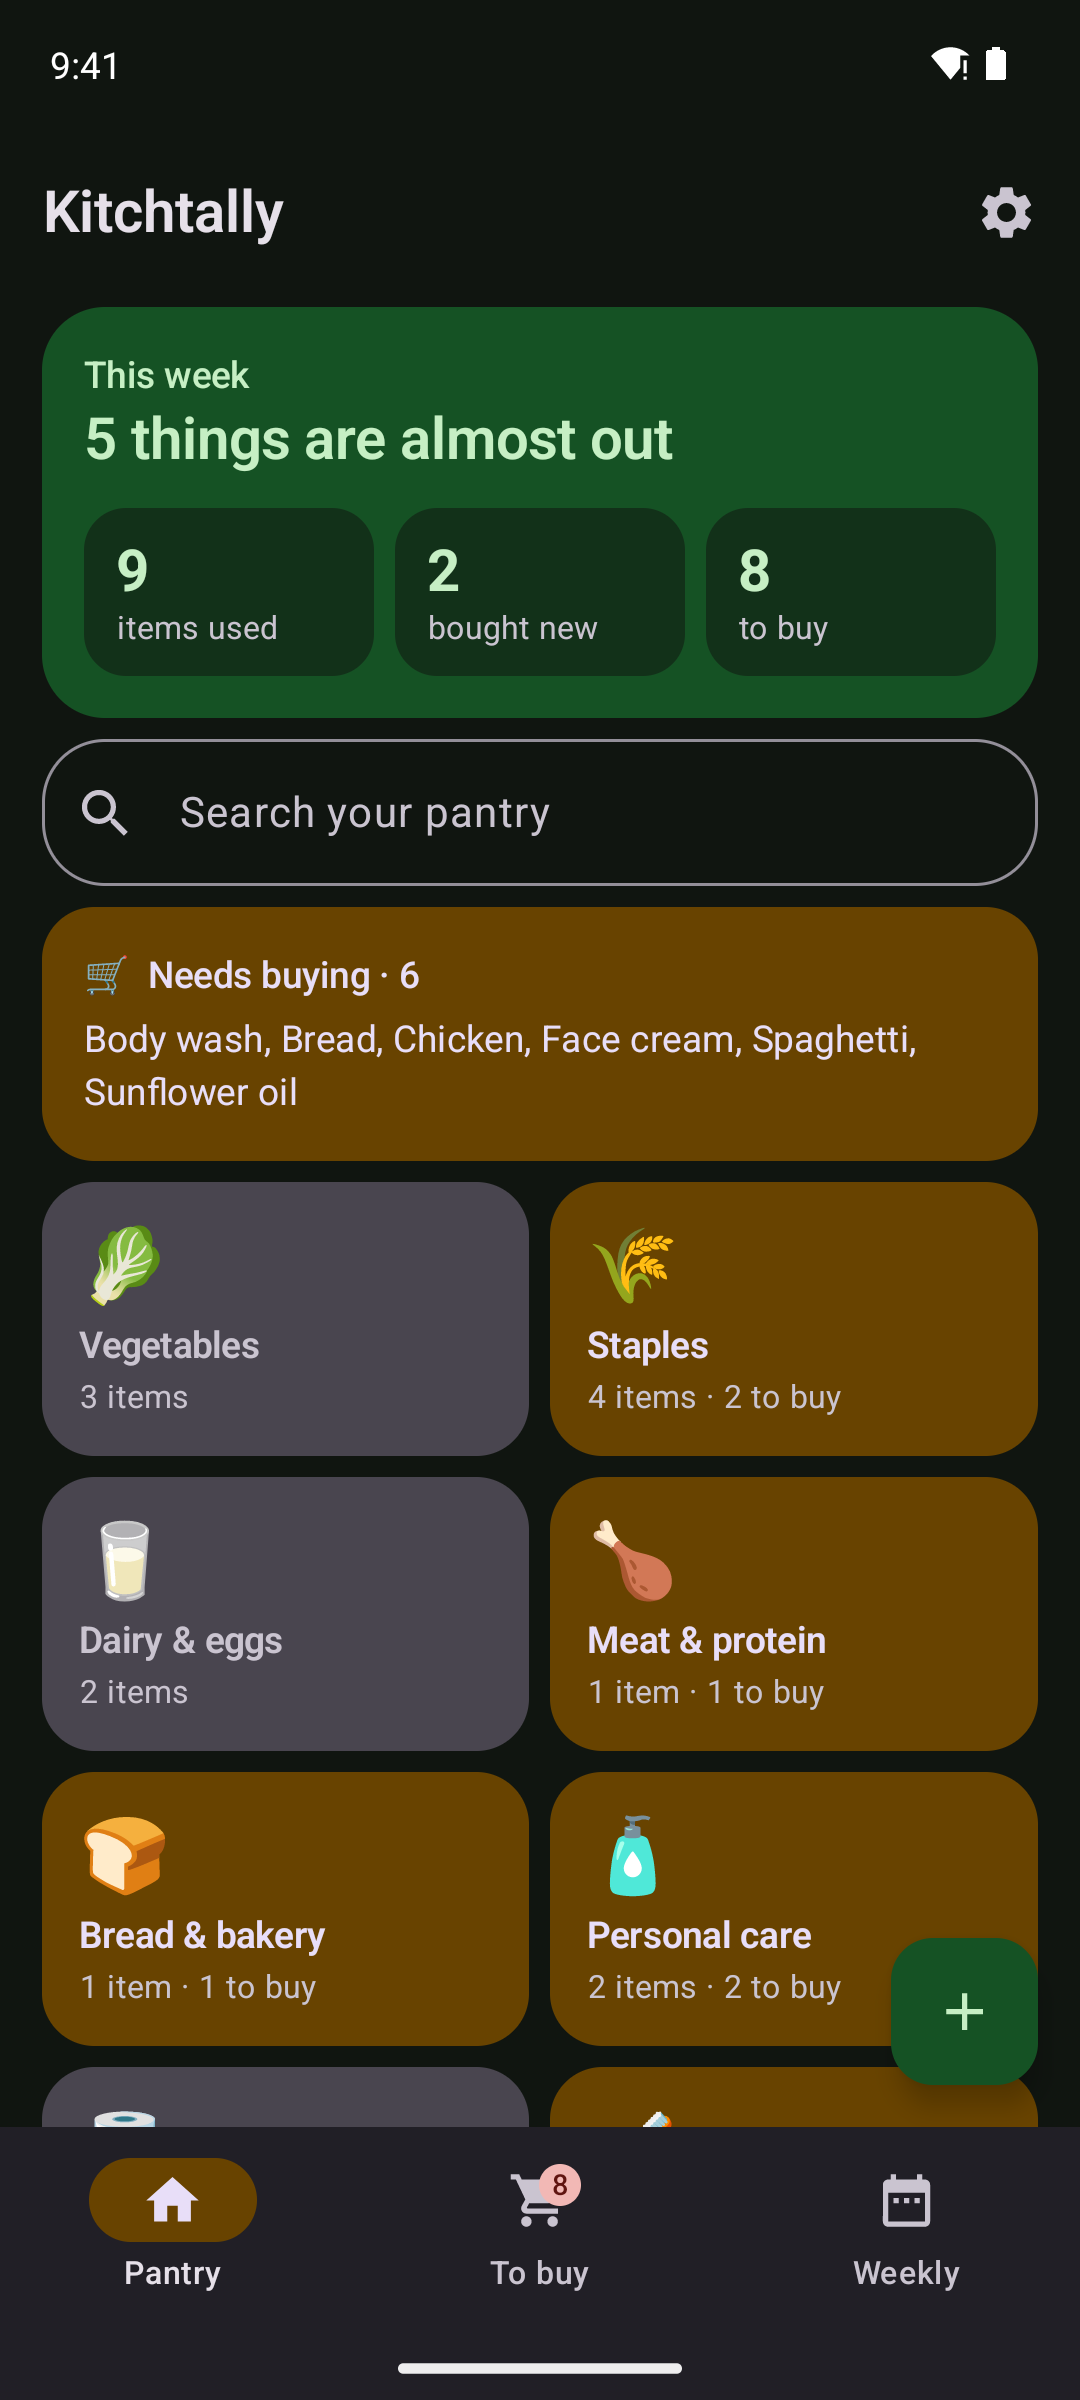 9:41
Kitchtally
This week
5 things are almost out
9
items used
2
bought new
8
to buy
Search your pantry
Needs buying · 6
Body wash, Bread, Chicken, Face cream, Spaghetti,
Sunflower oil
Vegetables
3 items
Staples
4 items · 2 to buy
Dairy & eggs
2 items
Meat & protein
1 item · 1 to buy
Bread & bakery
1 item · 1 to buy
Personal care
2 items · 2 to buy
8
Pantry
To buy
Weekly